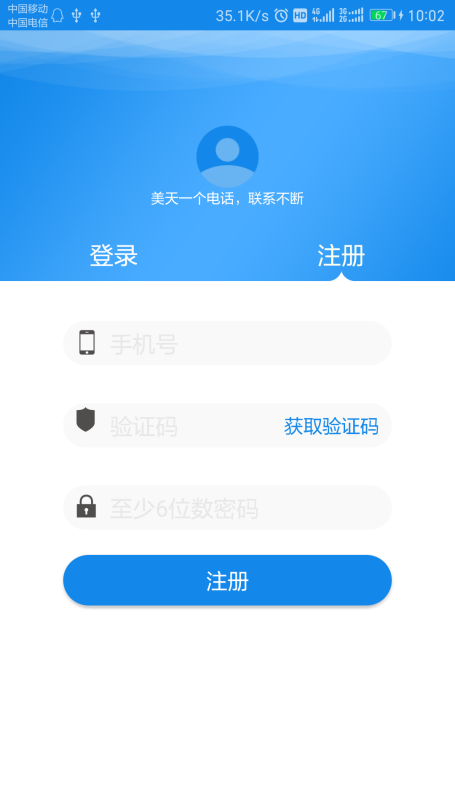 中国移动
中国电信
35.1K/s HD 4G 3G 2G 67 10:02
美天一个电话，联系不断
登录 注册
手机号
验证码 获取验证码
至少6位数密码
注册